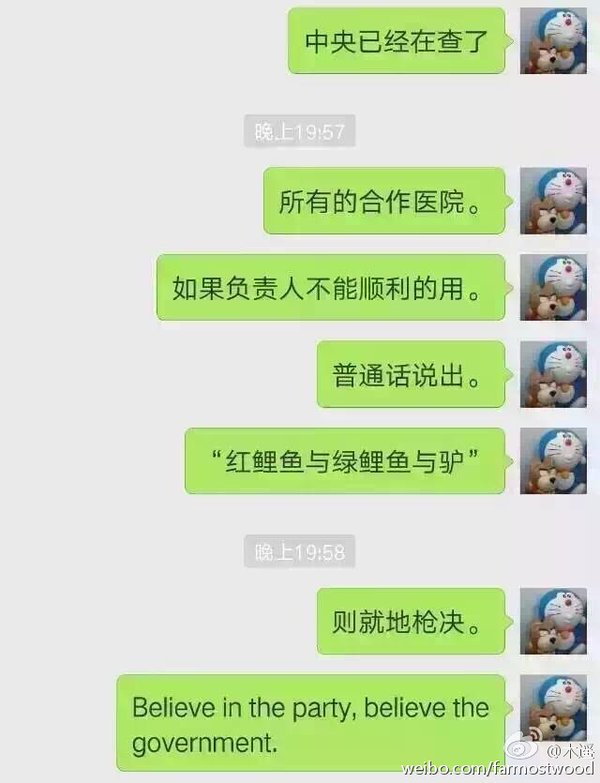 中央已经在查了
晚上19:57
所有的合作医院。
如果负责人不能顺利的用。
普通话说出。
“红鲤鱼与绿鲤鱼与驴”
晚上19:58
则就地枪决。
Believe in the party, believe the
government.
@木遥
weibo.com/farmostwood